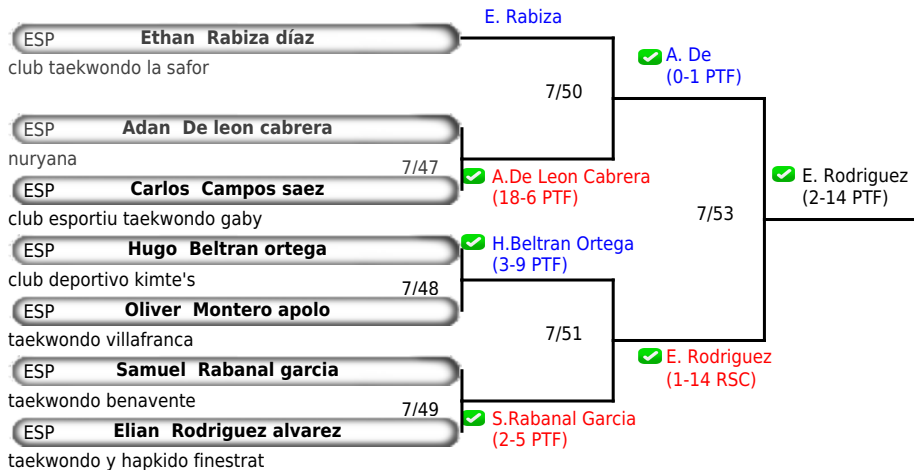 E. Rabiza
ESP Ethan Rabiza díaz
club taekwondo la safor
A. De
(0-1 PTF)
7/50
ESP Adan De leon cabrera
nuryana
7/47
A.De Leon Cabrera
(18-6 PTF)
E. Rodriguez
(2-14 PTF)
ESP Carlos Campos saez
club esportiu taekwondo gaby
7/53
ESP Hugo Beltran ortega
H.Beltran Ortega
(3-9 PTF)
club deportivo kimte's
7/48
ESP Oliver Montero apolo
taekwondo villafranca
7/51
ESP Samuel Rabanal garcia
E. Rodriguez
(1-14 RSC)
taekwondo benavente
7/49
S.Rabanal Garcia
(2-5 PTF)
ESP Elian Rodriguez alvarez
taekwondo y hapkido finestrat